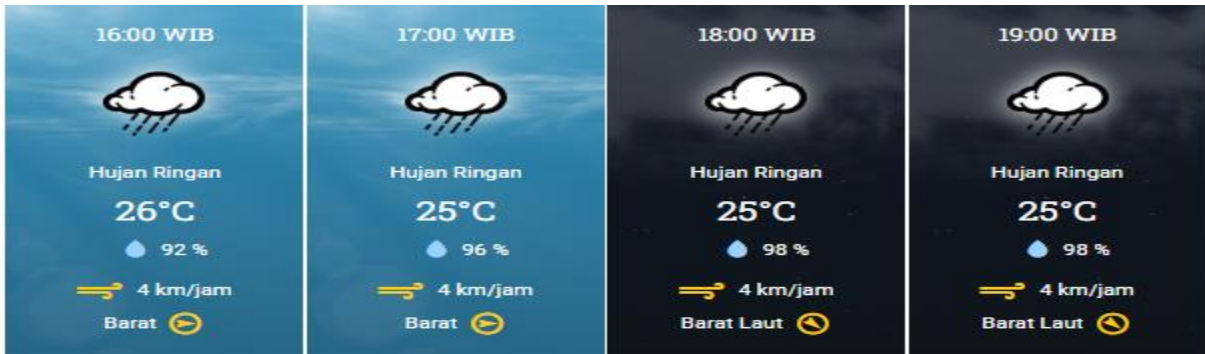 16:00 WIB
Hujan Ringan
26°C
92 %
4 km/jam
Barat
17:00 WIB
Hujan Ringan
25°C
96 %
4 km/jam
Barat
18:00 WIB
Hujan Ringan
25°C
98 %
4 km/jam
Barat Laut
19:00 WIB
Hujan Ringan
25°C
98 %
4 km/jam
Barat Laut